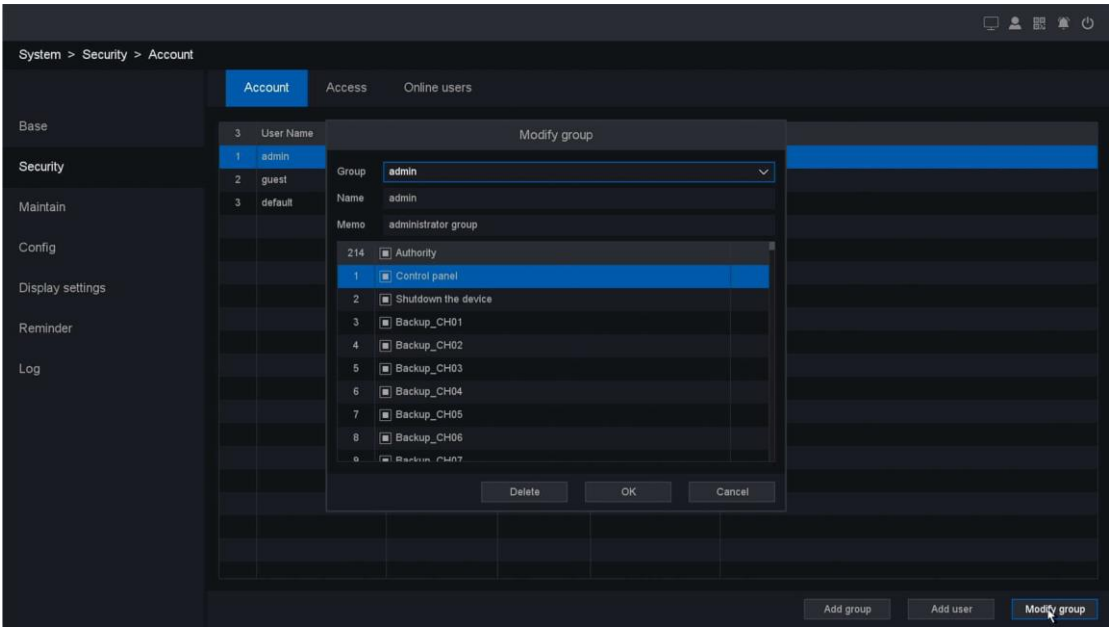 System > Security > Account
Account Access Online users
Base
Security
Maintain
Config
Display settings
Reminder
Log
3 User Name
1 admin
2 guest
3 default
Modify group
Group admin
Name admin
Memo administrator group
214 Authority
1 Control panel
2 Shutdown the device
3 Backup_CH01
4 Backup_CH02
5 Backup_CH03
6 Backup_CH04
7 Backup_CH05
8 Backup_CH06
9 Backup_CH07
Delete OK Cancel
Add group Add user Modify group